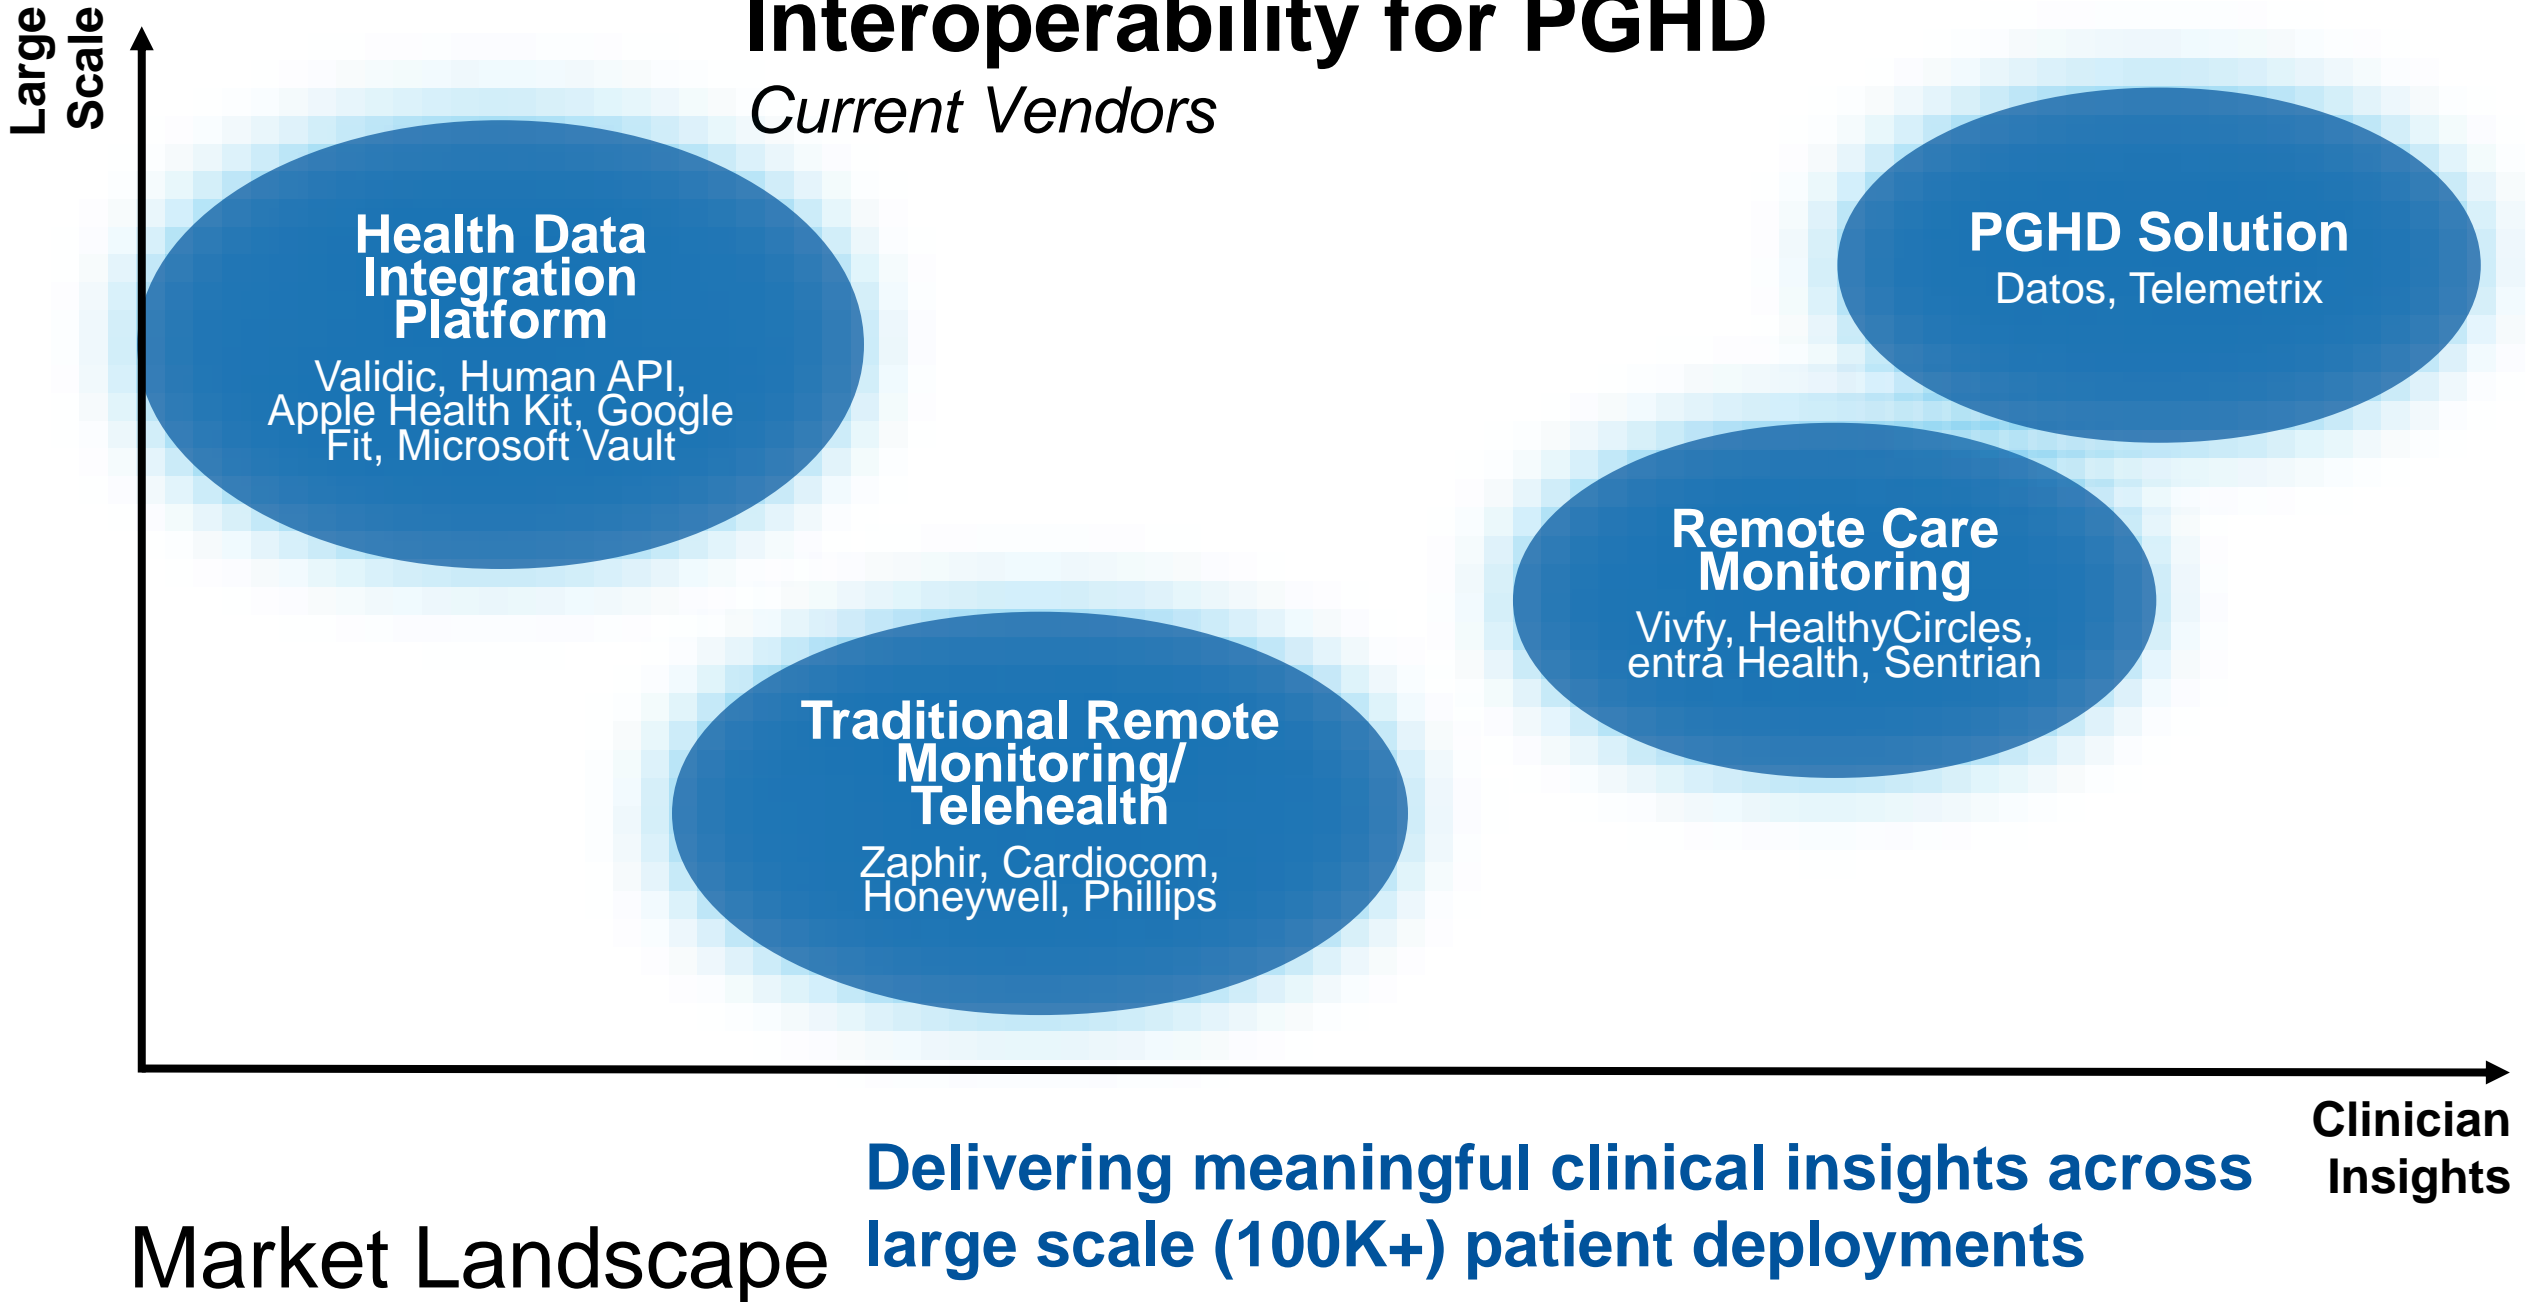 Interoperability for PGHD
Current Vendors
Large
Scale
Health Data
Integration
Platform
Validic, Human API,
Apple Health Kit, Google
Fit, Microsoft Vault
PGHD Solution
Datos, Telemetrix
Remote Care
Monitoring
Vivfy, HealthyCircles,
entra Health, Sentrian
Traditional Remote
Monitoring/
Telehealth
Zaphir, Cardiocom,
Honeywell, Phillips
Clinician
Insights
Delivering meaningful clinical insights across
large scale (100K+) patient deployments
Market Landscape